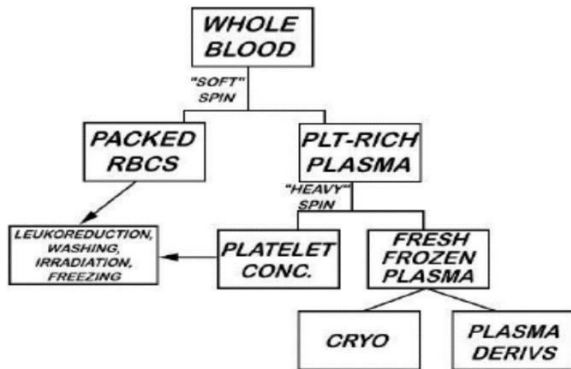 WHOLE
BLOOD
"SOFT"
SPIN
PACKED
RBCS
PLT-RICH
PLASMA
"HEAVY"
SPIN
LEUKOREDUCTION,
WASHING,
IRRADIATION,
FREEZING
PLATELET
CONC.
FRESH
FROZEN
PLASMA
CRYO
PLASMA
DERIVS